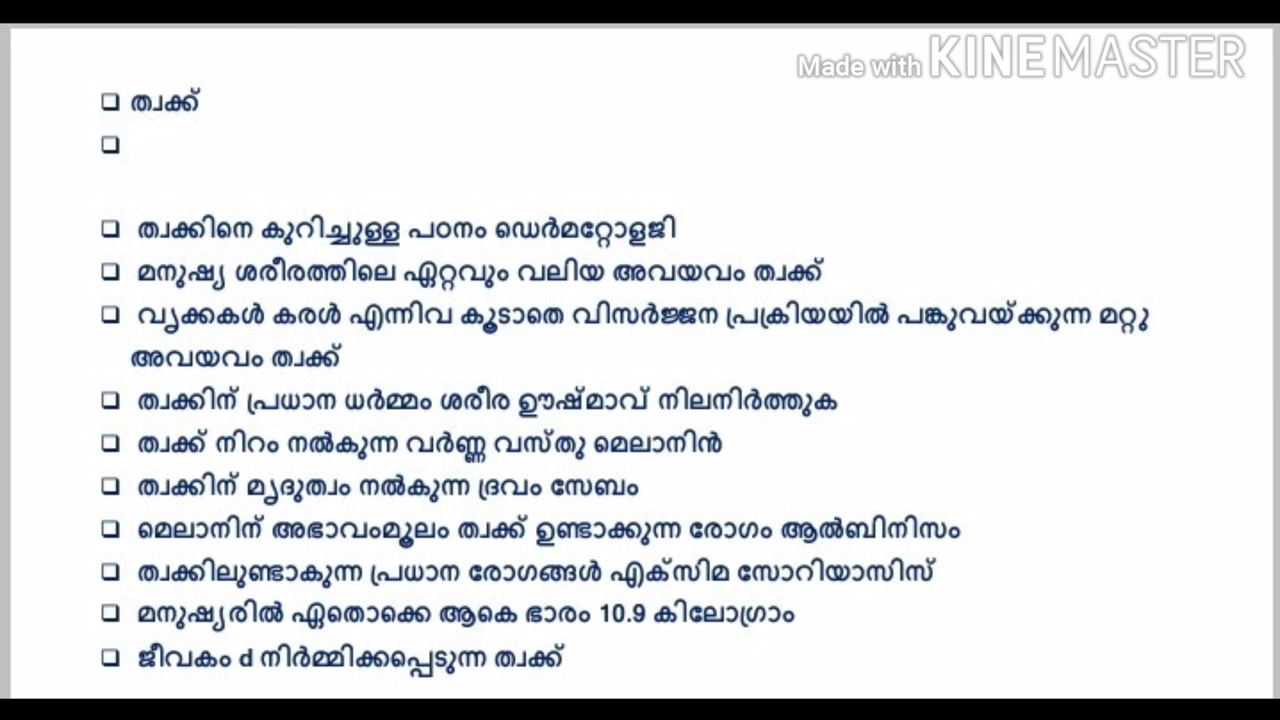 Made with KINEMASTER
❑ ത്വക്ക്
❑
❑ ത്വക്കിനെ കുറിച്ചുള്ള പഠനം ഡെർമറ്റോളജി
❑ മനുഷ്യ ശരീരത്തിലെ ഏറ്റവും വലിയ അവയവം ത്വക്ക്
❑ വൃക്കകൾ കരൾ എന്നിവ കൂടാതെ വിസർജ്ജന പ്രക്രിയയിൽ പങ്കുവയ്ക്കുന്ന മറ്റു
അവയവം ത്വക്ക്
❑ ത്വക്കിന് പ്രധാന ധർമ്മം ശരീര ഊഷ്മാവ് നിലനിർത്തുക
❑ ത്വക്ക് നിറം നൽകുന്ന വർണ്ണ വസ്തു മെലാനിൻ
❑ ത്വക്കിന് മൃദുത്വം നൽകുന്ന ദ്രവം സേബം
❑ മെലാനിന് അഭാവംമൂലം ത്വക്ക് ഉണ്ടാക്കുന്ന രോഗം ആൽബിനിസം
❑ ത്വക്കിലുണ്ടാകുന്ന പ്രധാന രോഗങ്ങൾ എക്സിമ സോറിയാസിസ്
❑ മനുഷ്യരിൽ ഏതൊക്കെ ആകെ ഭാരം 10.9 കിലോഗ്രാം
❑ ജീവകം d നിർമ്മിക്കപ്പെടുന്ന ത്വക്ക്